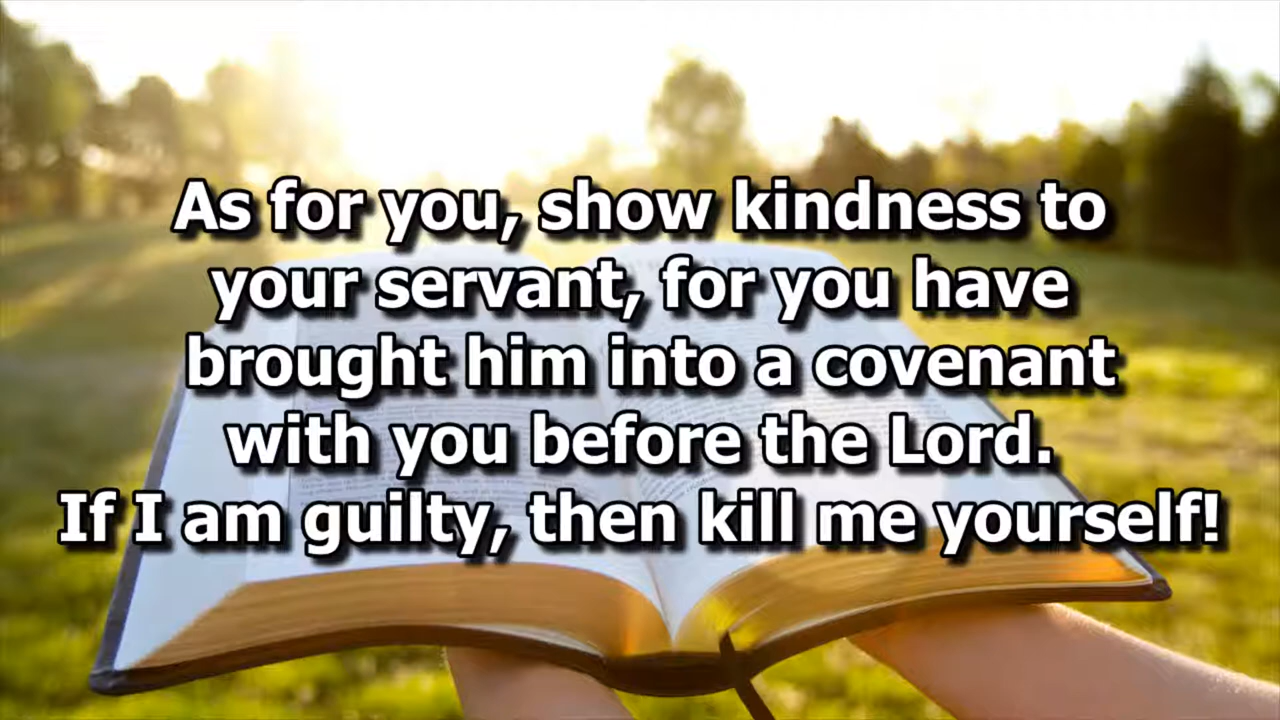 As for you, show kindness to
your servant, for you have
brought him into a covenant
with you before the Lord.
If I am guilty, then kill me yourself!